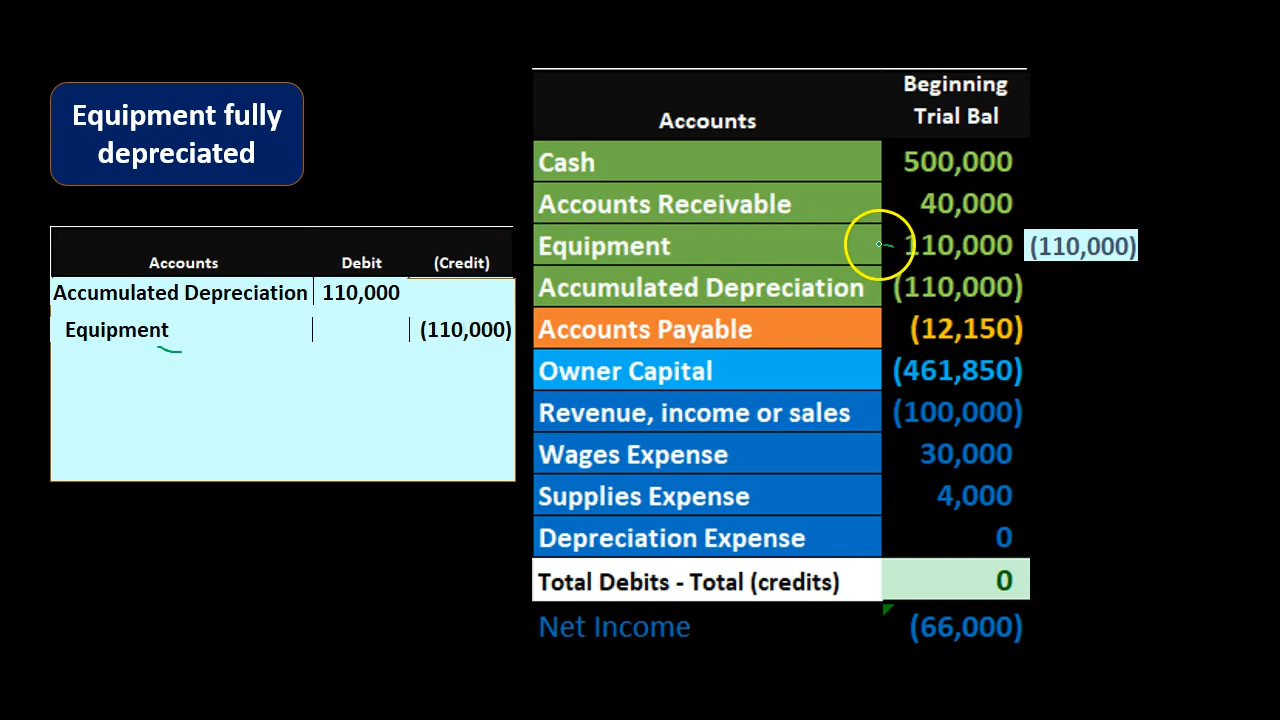 Equipment fully
depreciated
Accounts Debit (Credit)
Accumulated Depreciation 110,000
Equipment (110,000)
Accounts Beginning
Trial Bal
Cash 500,000
Accounts Receivable 40,000
Equipment 110,000 (110,000)
Accumulated Depreciation (110,000)
Accounts Payable (12,150)
Owner Capital (461,850)
Revenue, income or sales (100,000)
Wages Expense 30,000
Supplies Expense 4,000
Depreciation Expense 0
Total Debits - Total (credits) 0
Net Income (66,000)